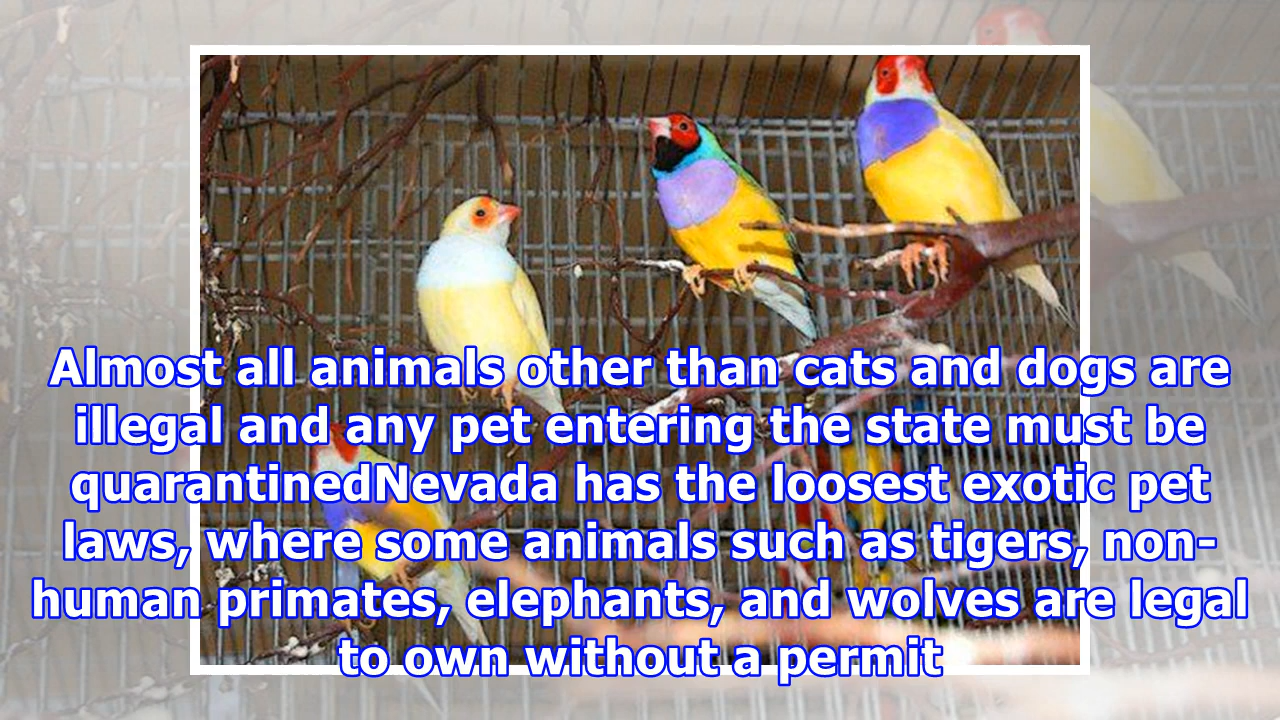 Almost all animals other than cats and dogs are
illegal and any pet entering the state must be
quarantinedNevada has the loosest exotic pet
laws, where some animals such as tigers, non-
human primates, elephants, and wolves are legal
to own without a permit